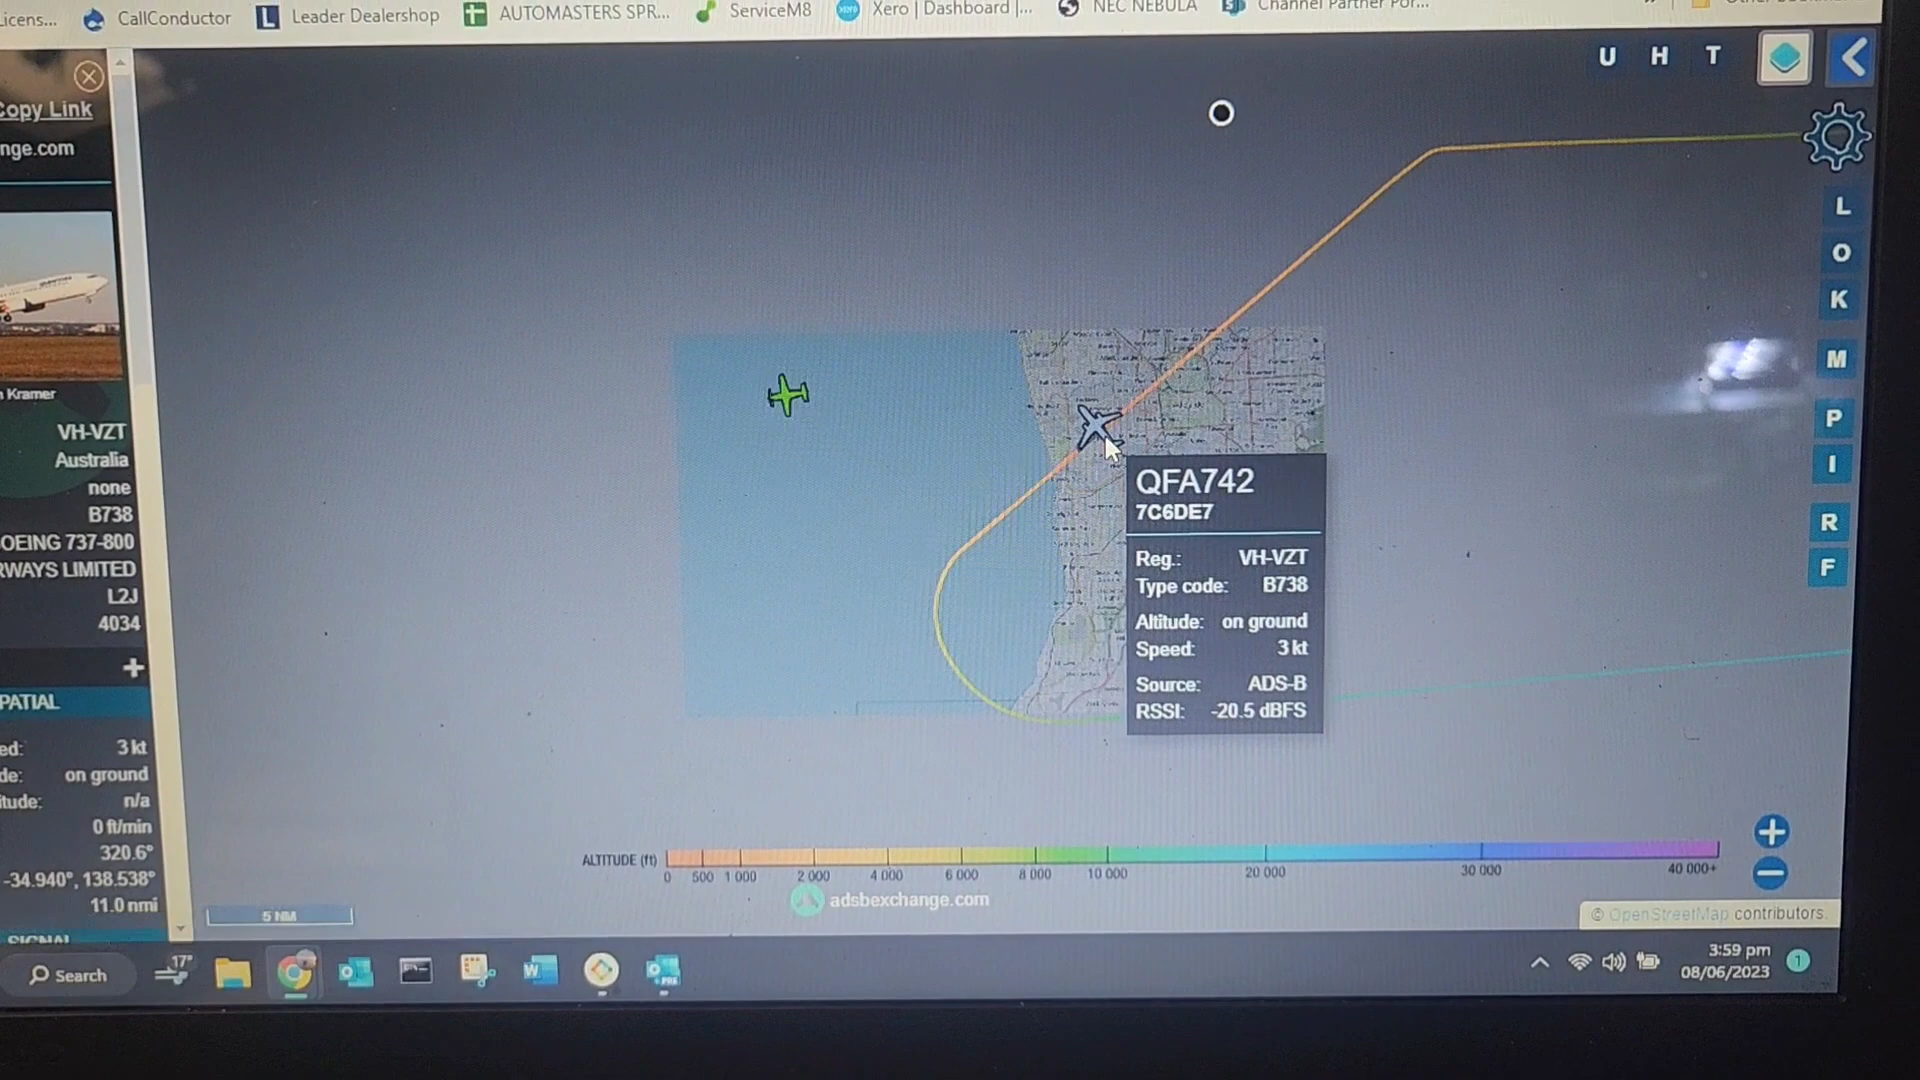 icens...
CallConductor
Leader Dealership
AUTOMASTERS SPR...
ServiceM8
Xero | Dashboard |...
NEC NEBULA
Channel Partner Por...
U H T
Copy Link
nge.com
Kramer
VH-VZT
Australia
none
B738
OEING 737-800
RWAYS LIMITED
L2J
4034
PATIAL
ed: 3 kt
de: on ground
itude: n/a
0 ft/min
320.6°
-34.940°, 138.538°
11.0 nmi
SIGNAL
QFA742
7C6DE7
Reg.: VH-VZT
Type code: B738
Altitude: on ground
Speed: 3 kt
Source: ADS-B
RSSI: -20.5 dBFS
L
O
K
M
P
I
R
F
ALTITUDE (ft)
0 500 1 000 2 000 4 000 6 000 8 000 10 000 20 000 30 000 40 000+
adsbexchange.com
5 NM
© OpenStreetMap contributors.
Search
17°
3:59 pm
08/06/2023
1